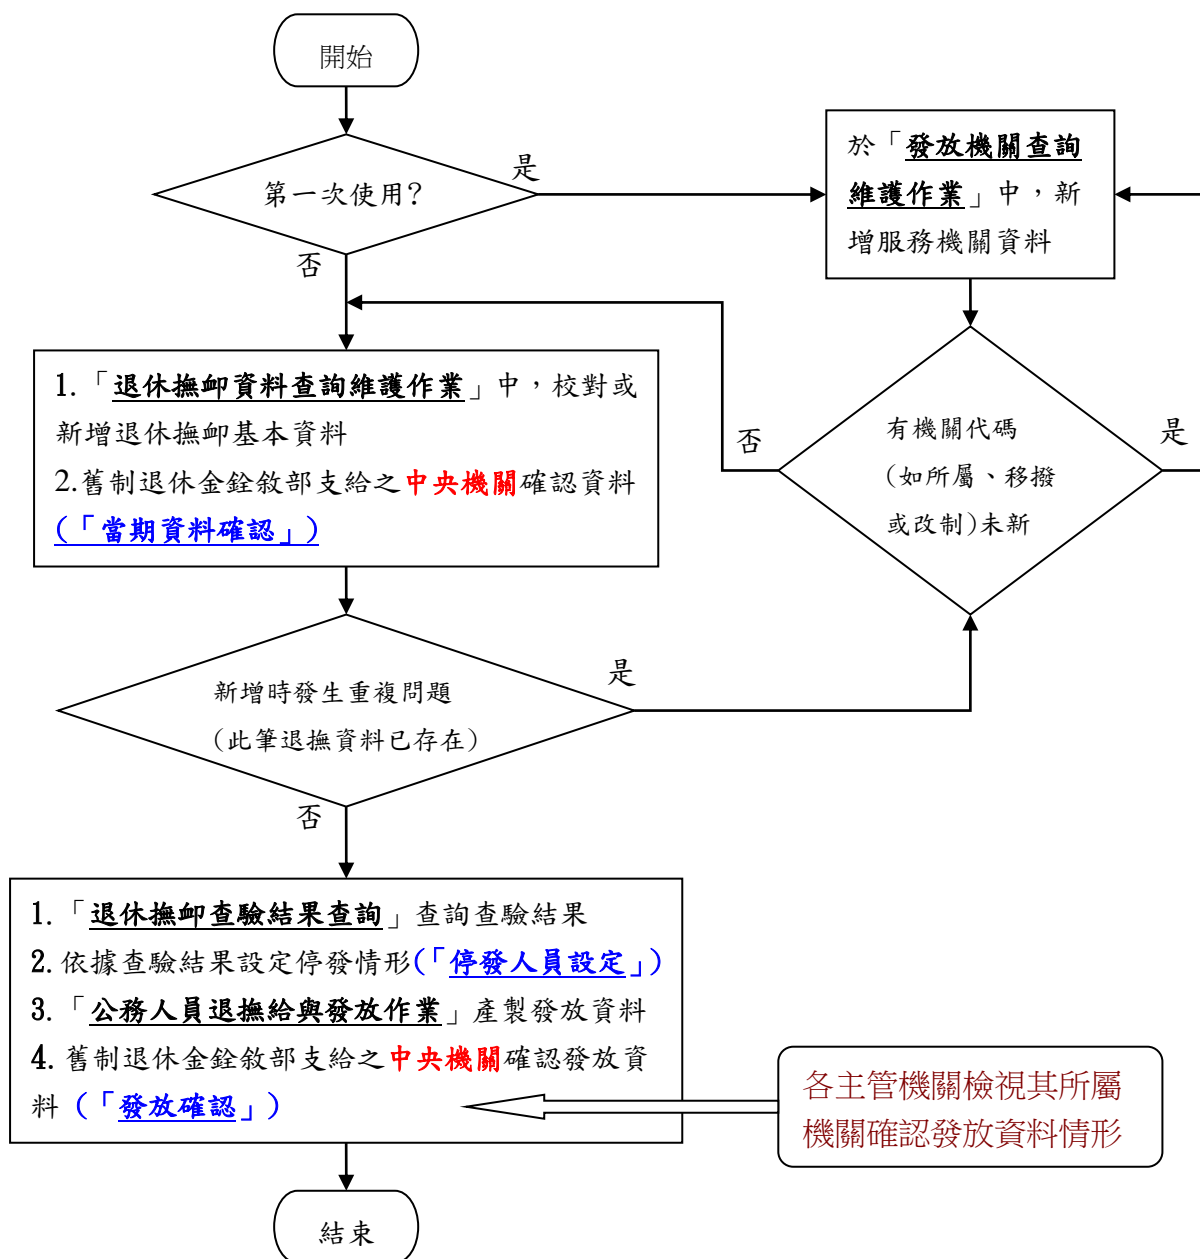 開始
第一次使用?
是
否
於「發放機關查詢
維護作業」中，新
增服務機關資料
1.「退休撫卹資料查詢維護作業」中，校對或
新增退休撫卹基本資料
2.舊制退休金銓敘部支給之中央機關確認資料
(「當期資料確認」)
有機關代碼
(如所屬、移撥
或改制)未新
否
是
新增時發生重複問題
(此筆退撫資料已存在)
是
否
1.「退休撫卹查驗結果查詢」查詢查驗結果
2.依據查驗結果設定停發情形(「停發人員設定」)
3.「公務人員退撫給與發放作業」產製發放資料
4.舊制退休金銓敘部支給之中央機關確認發放資
料(「發放確認」)
各主管機關檢視其所屬
機關確認發放資料情形
結束